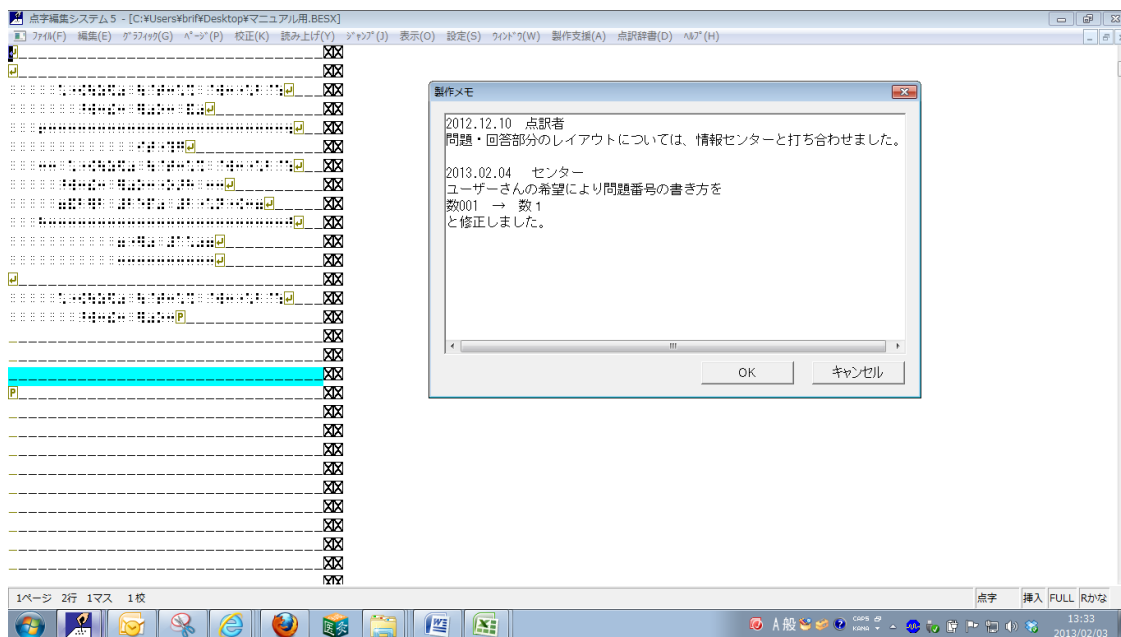 点字編集システム5 - [C:¥Users¥brif¥Desktop¥マニュアル用.BESX]
ﾌｧｲﾙ(F) 編集(E) ｸﾞﾗﾌｨｯｸ(G) ﾍﾟｰｼﾞ(P) 校正(K) 読み上げ(Y) ｼﾞｬﾝﾌﾟ(J) 表示(O) 設定(S) ｳｨﾝﾄﾞｳ(W) 製作支援(A) 点訳辞書(D) ﾍﾙﾌﾟ(H)
製作メモ
2012.12.10 点訳者
問題・回答部分のレイアウトについては、情報センターと打ち合わせました。
2013.02.04 センター
ユーザーさんの希望により問題番号の書き方を
数001 → 数１
と修正しました。
OK キャンセル
1ページ 2行 1マス 1校 点字 挿入 FULL Rかな
A 般 CAPS KANA 13:33
2013/02/03